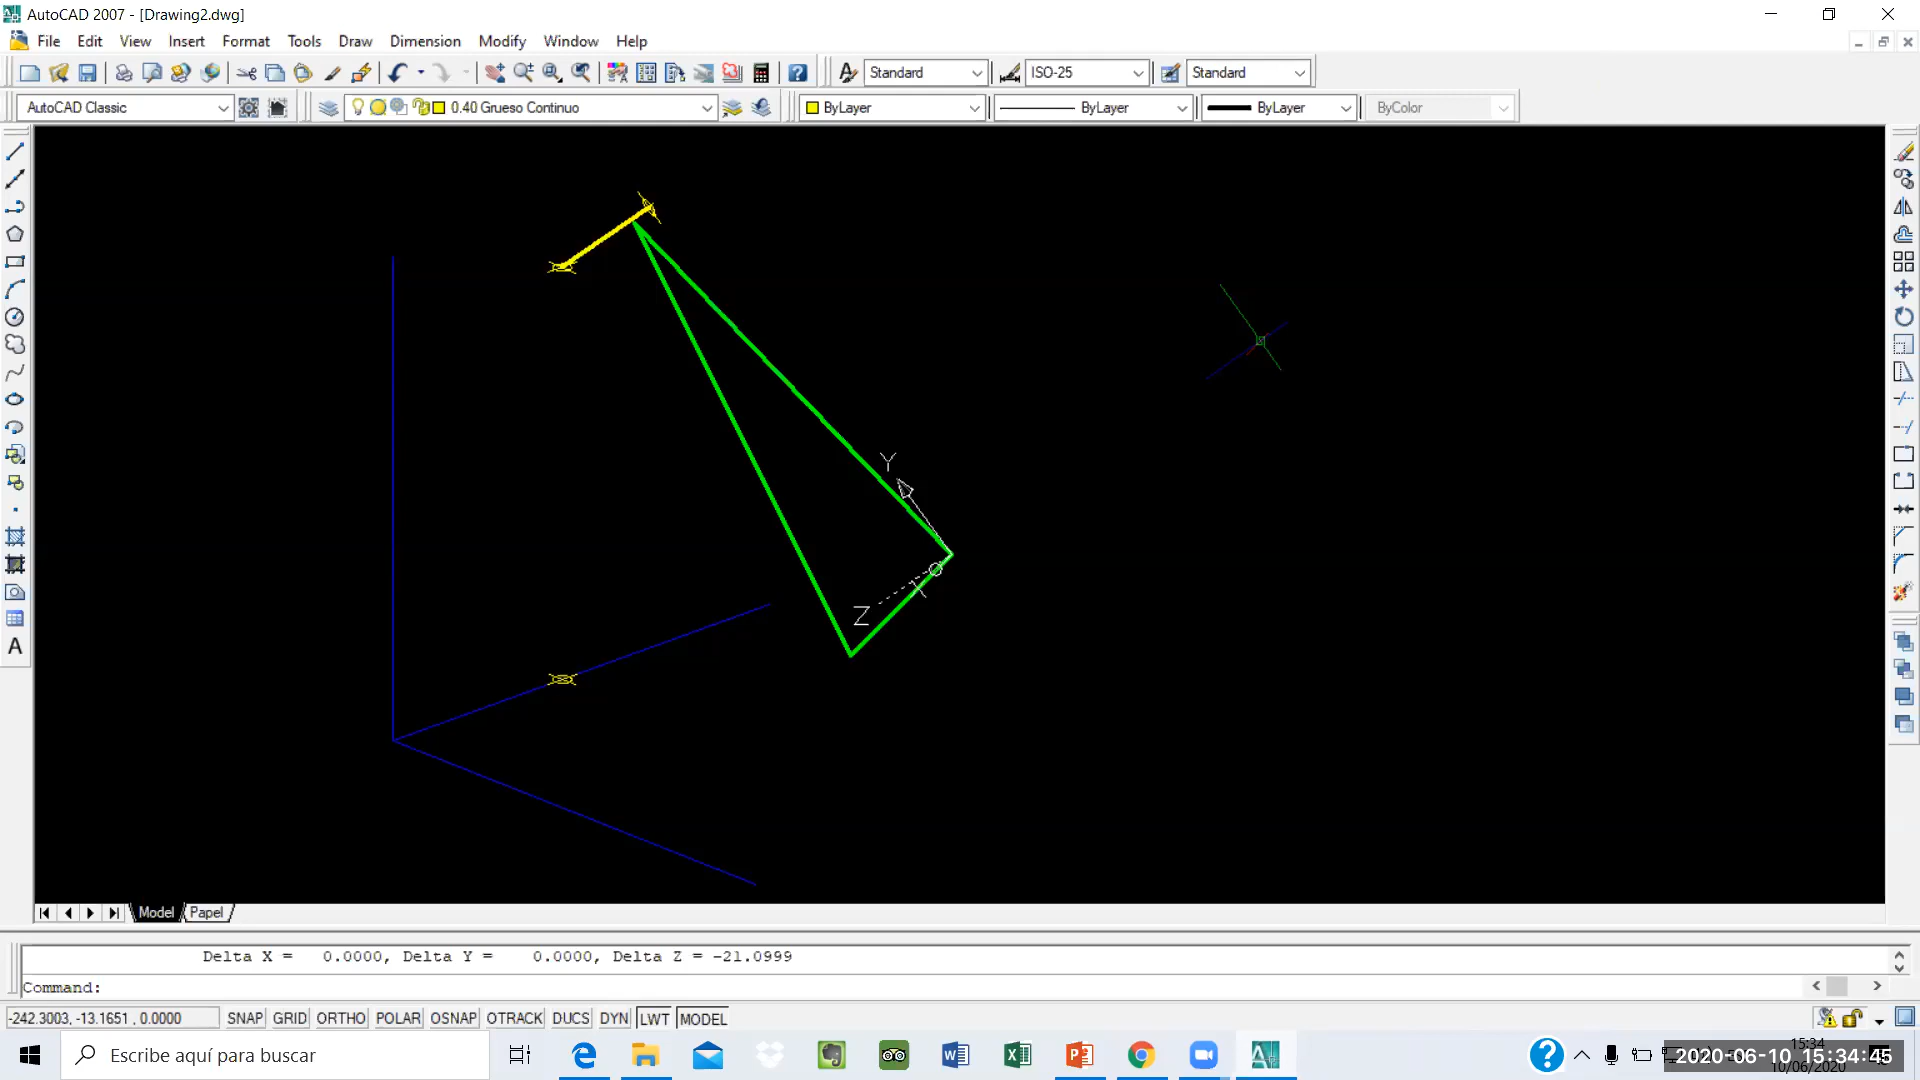 AutoCAD 2007 - [Drawing2.dwg]
File Edit View Insert Format Tools Draw Dimension Modify Window Help
Standard ISO-25 Standard
AutoCAD Classic 0.40 Grueso Continuo ByLayer ByLayer ByLayer ByColor
Y
X
Z
A
Model Papel
Delta X = 0.0000, Delta Y = 0.0000, Delta Z = -21.0999
Command:
-242.3003, -13.1651 , 0.0000 SNAP GRID ORTHO POLAR OSNAP OTRACK DUCS DYN LWT MODEL
Escribe aquí para buscar
15:34
2020-06-10 15:34:45
10/06/2020